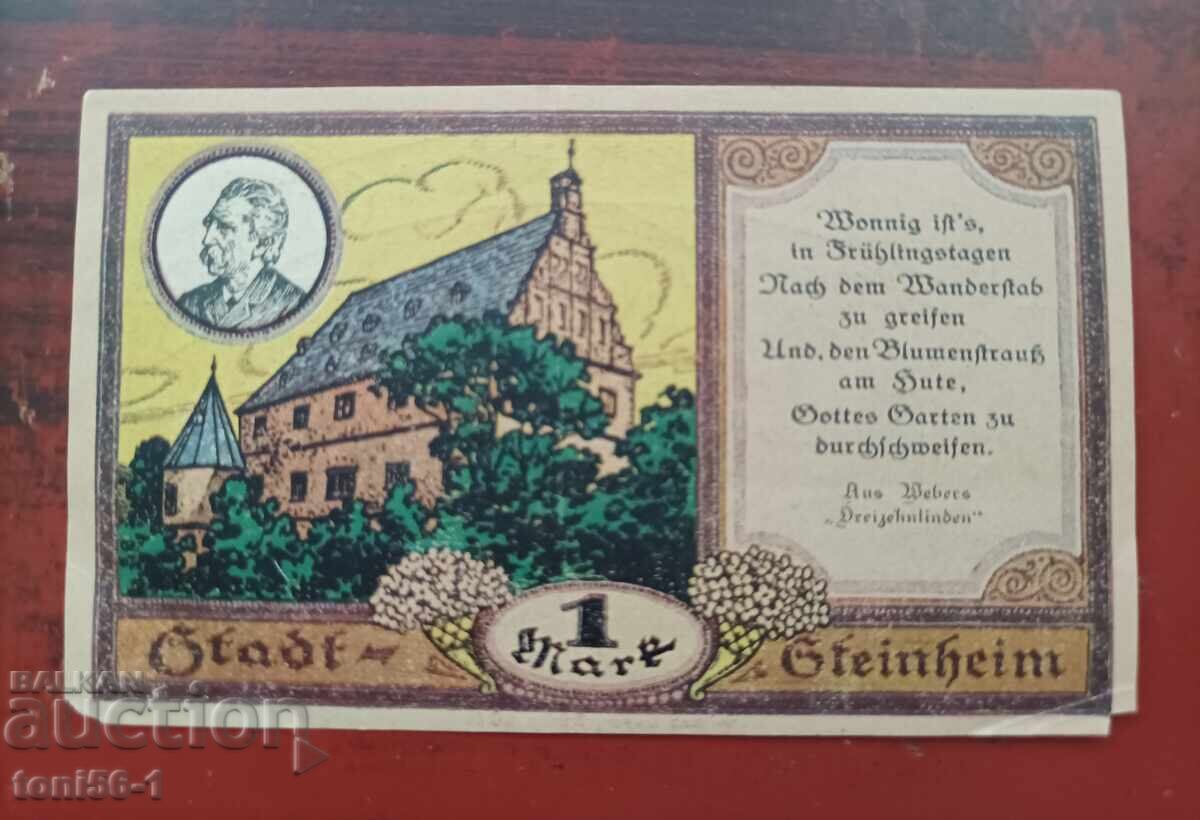 Wonnig ist's,
in Frühlingstagen
Nach dem Wanderstab
zu greifen
Und, den Blumenstrauß
am Hute,
Gottes Garten zu
durchschweifen.
Aus Webers
„Dreizehnlinden“
1
Mark
Stadt-
Steinheim
BALKAN
auction
toni56-1